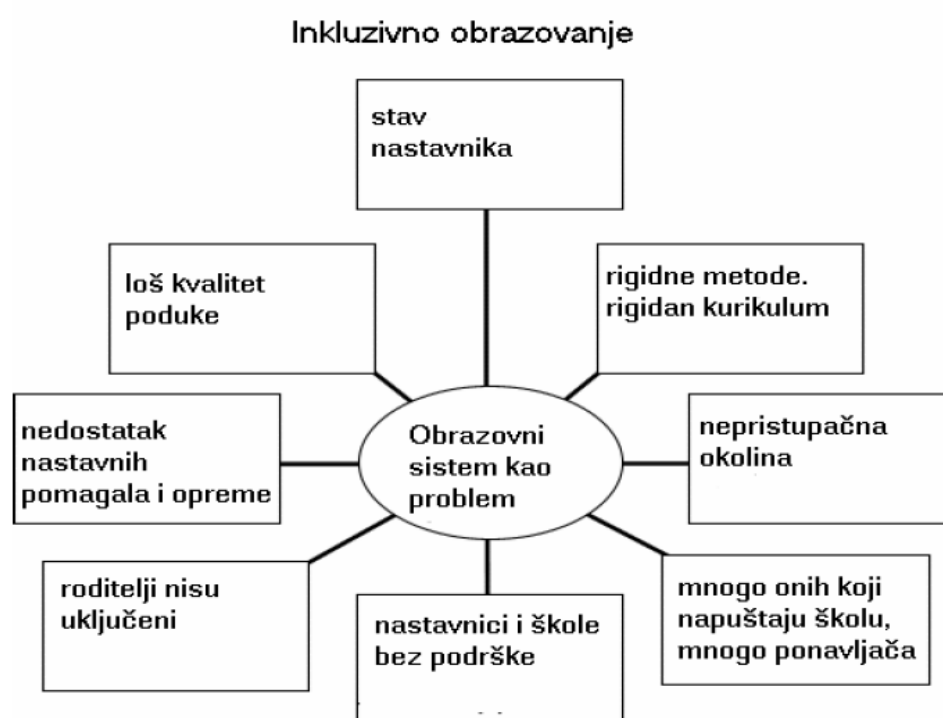 Inkluzivno obrazovanje
stav
nastavnika
loš kvalitet
poduke
rigidne metode.
rigidan kurikulum
nedostatak
nastavnih
pomagala i opreme
Obrazovni
sistem kao
problem
nepristupačna
okolina
roditelji nisu
uključeni
nastavnici i škole
bez podrške
mnogo onih koji
napuštaju školu,
mnogo ponavljača